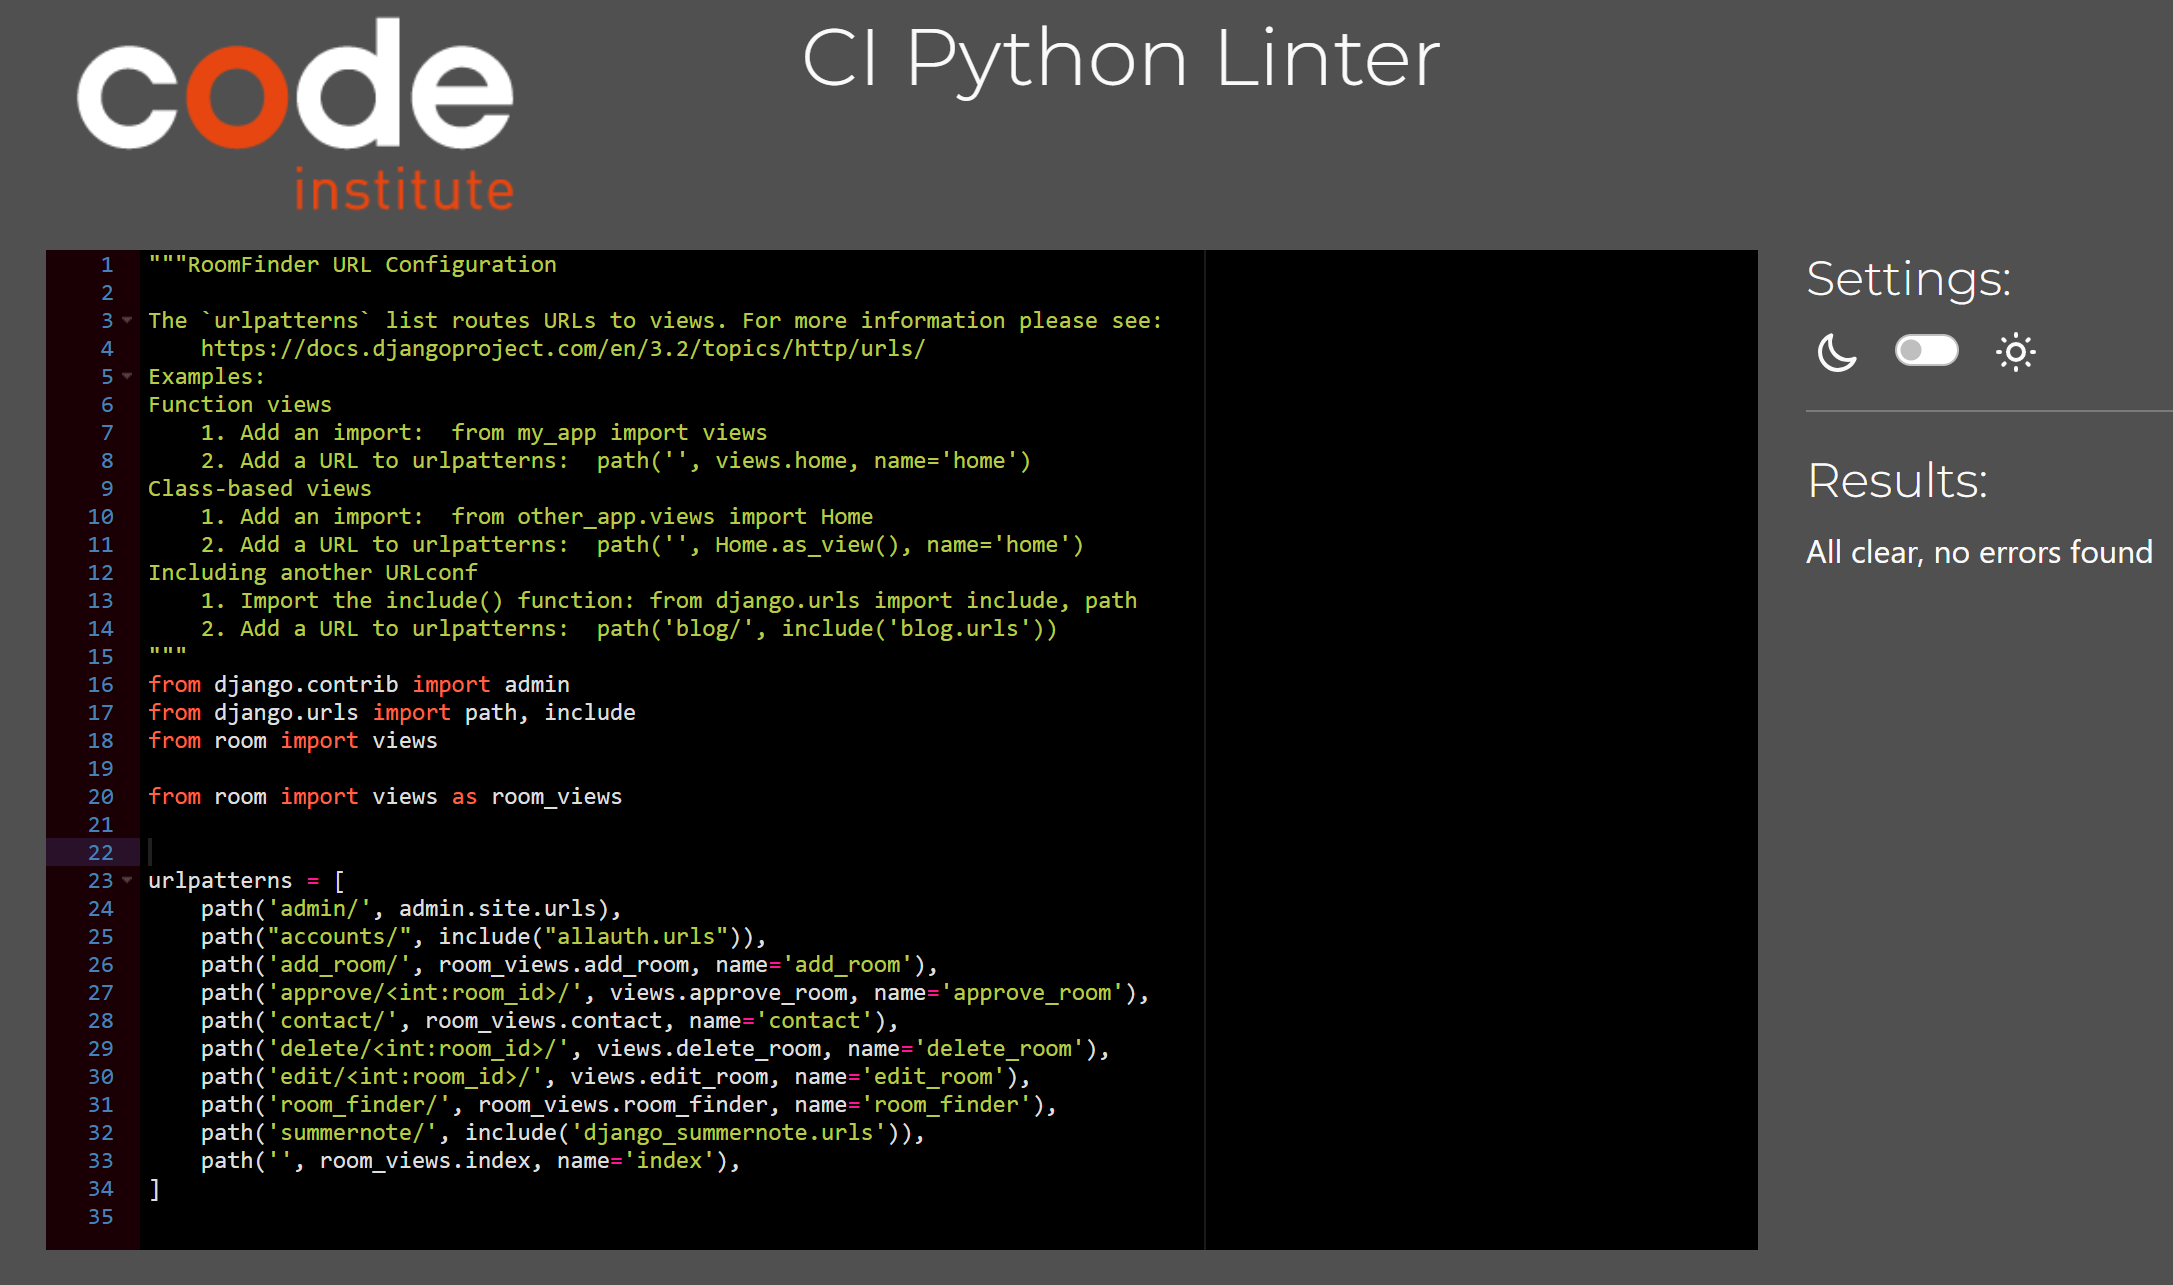 code
institute
CI Python Linter
1 """RoomFinder URL Configuration
2
3 The `urlpatterns` list routes URLs to views. For more information please see:
4     https://docs.djangoproject.com/en/3.2/topics/http/urls/
5 Examples:
6 Function views
7     1. Add an import:  from my_app import views
8     2. Add a URL to urlpatterns:  path('', views.home, name='home')
9 Class-based views
10     1. Add an import:  from other_app.views import Home
11     2. Add a URL to urlpatterns:  path('', Home.as_view(), name='home')
12 Including another URLconf
13     1. Import the include() function: from django.urls import include, path
14     2. Add a URL to urlpatterns:  path('blog/', include('blog.urls'))
15 """
16 from django.contrib import admin
17 from django.urls import path, include
18 from room import views
19
20 from room import views as room_views
21
22
23 urlpatterns = [
24     path('admin/', admin.site.urls),
25     path("accounts/", include("allauth.urls")),
26     path('add_room/', room_views.add_room, name='add_room'),
27     path('approve/<int:room_id>/', views.approve_room, name='approve_room'),
28     path('contact/', room_views.contact, name='contact'),
29     path('delete/<int:room_id>/', views.delete_room, name='delete_room'),
30     path('edit/<int:room_id>/', views.edit_room, name='edit_room'),
31     path('room_finder/', room_views.room_finder, name='room_finder'),
32     path('summernote/', include('django_summernote.urls')),
33     path('', room_views.index, name='index'),
34 ]
35
Settings:
Results:
All clear, no errors found